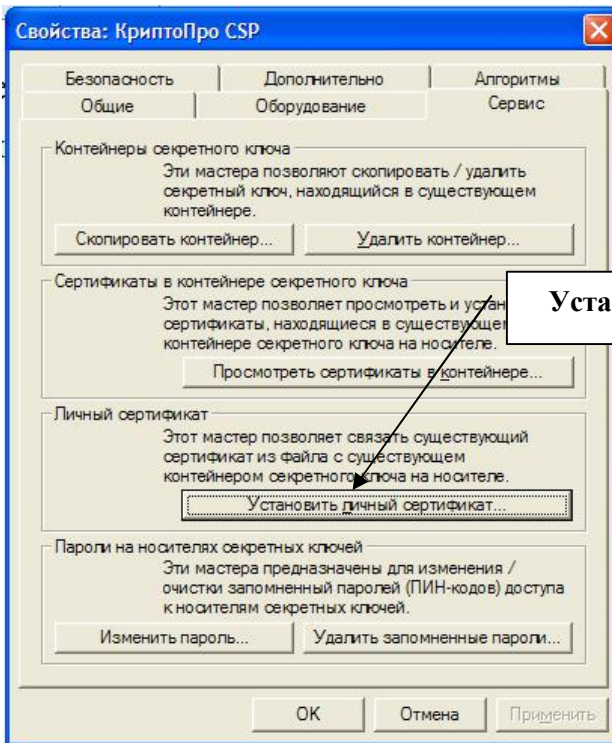 Свойства: КриптоПро CSP
Безопасность Дополнительно Алгоритмы
Общие Оборудование Сервис
Контейнеры секретного ключа
Эти мастера позволяют скопировать / удалить
секретный ключ, находящийся в существующем
контейнере.
Скопировать контейнер... Удалить контейнер...
Сертификаты в контейнере секретного ключа
Этот мастер позволяет просмотреть и устан
сертификаты, находящиеся в существующем
контейнере секретного ключа на носителе.
Уста
Просмотреть сертификаты в контейнере...
Личный сертификат
Этот мастер позволяет связать существующий
сертификат из файла с существующем
контейнером секретного ключа на носителе.
Установить личный сертификат...
Пароли на носителях секретных ключей
Эти мастера предназначены для изменения /
очистки запомненный паролей (ПИН-кодов) доступа
к носителям секретных ключей.
Изменить пароль... Удалить запомненные пароли...
OK Отмена Применить